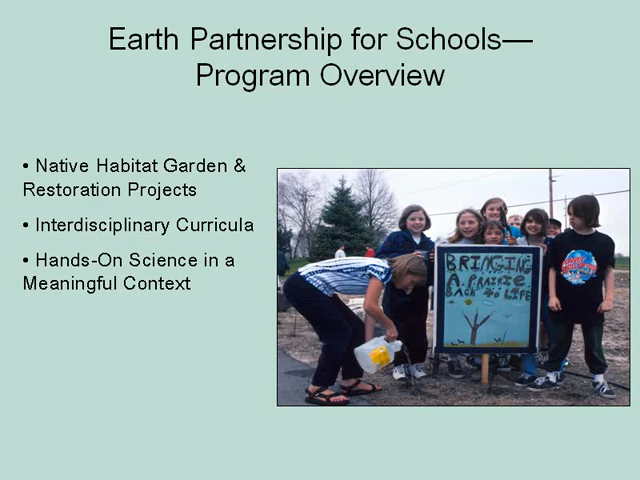 Earth Partnership for Schools—
Program Overview
• Native Habitat Garden &
Restoration Projects
• Interdisciplinary Curricula
• Hands-On Science in a
Meaningful Context
BRINGING
A PRAIRIE
BACK to LIFE